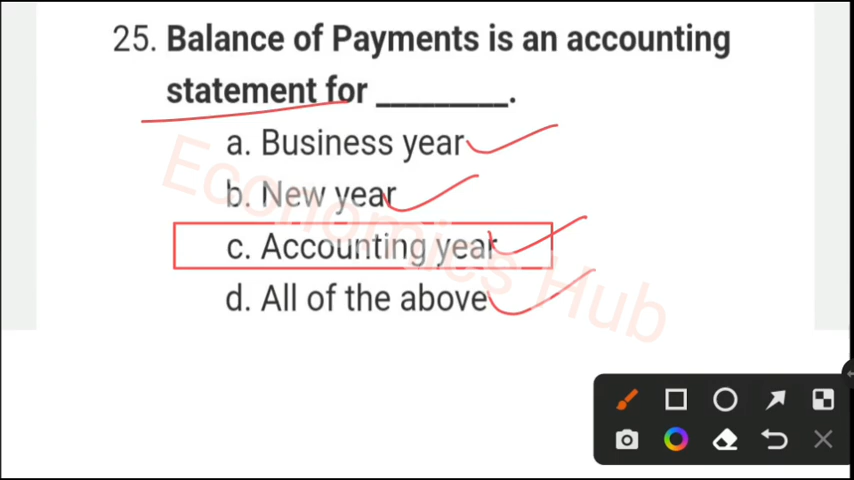 25. Balance of Payments is an accounting
statement for _________.
a. Business year
b. New year
c. Accounting year
d. All of the above
Economics Hub